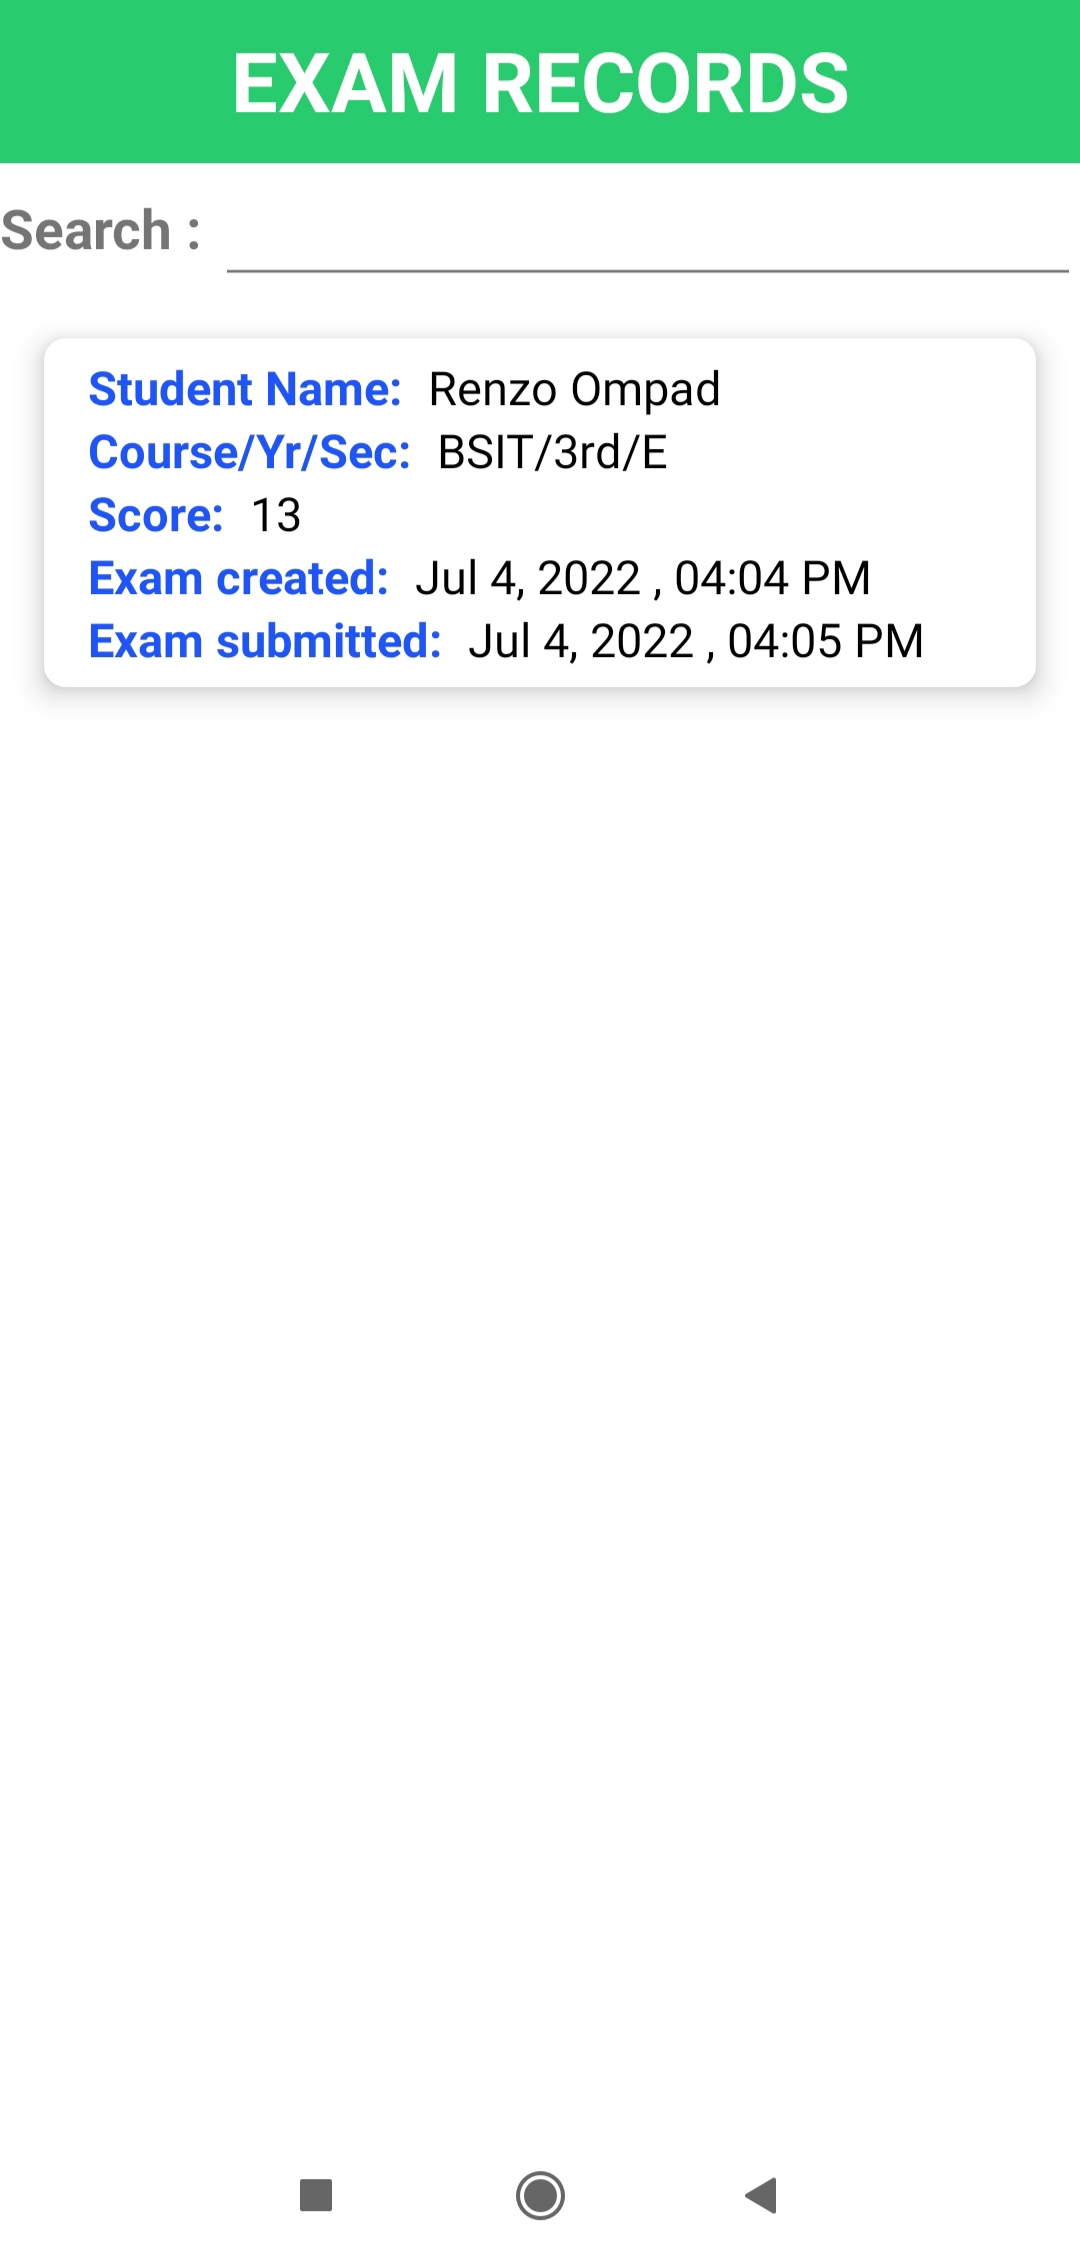 EXAM RECORDS
Search :
Student Name: Renzo Ompad
Course/Yr/Sec: BSIT/3rd/E
Score: 13
Exam created: Jul 4, 2022 , 04:04 PM
Exam submitted: Jul 4, 2022 , 04:05 PM